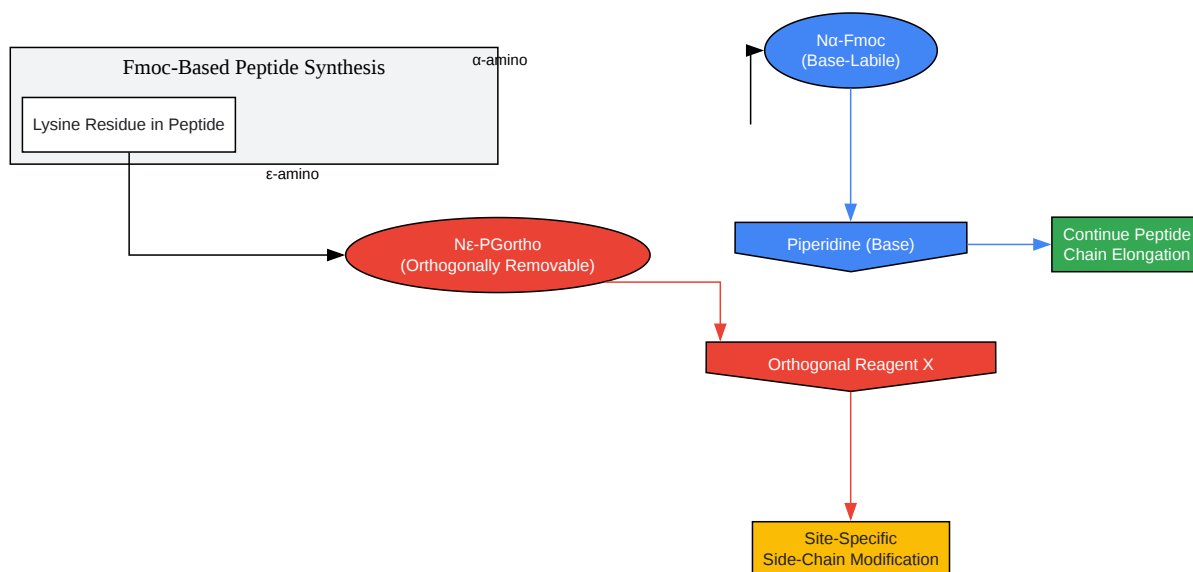 Nα-Fmoc
(Base-Labile)
α-amino
Fmoc-Based Peptide Synthesis
Lysine Residue in Peptide
ε-amino
Nε-PGortho
(Orthogonally Removable)
Piperidine (Base)
Continue Peptide
Chain Elongation
Orthogonal Reagent X
Site-Specific
Side-Chain Modification